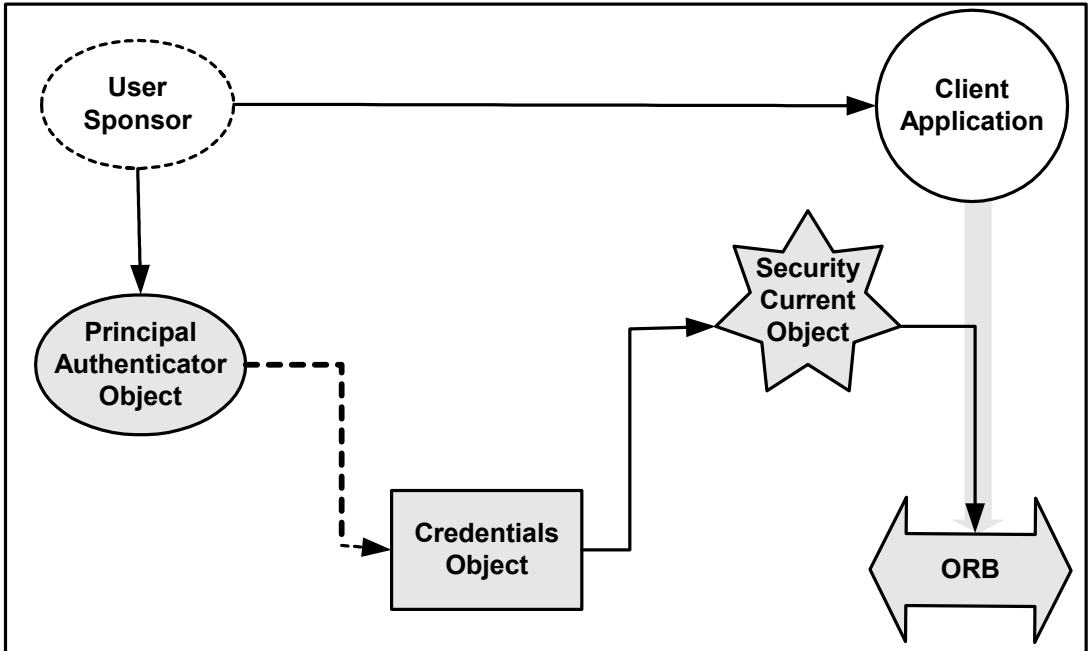 User
Sponsor
Client
Application
Security
Current
Object
Principal
Authenticator
Object
Credentials
Object
ORB